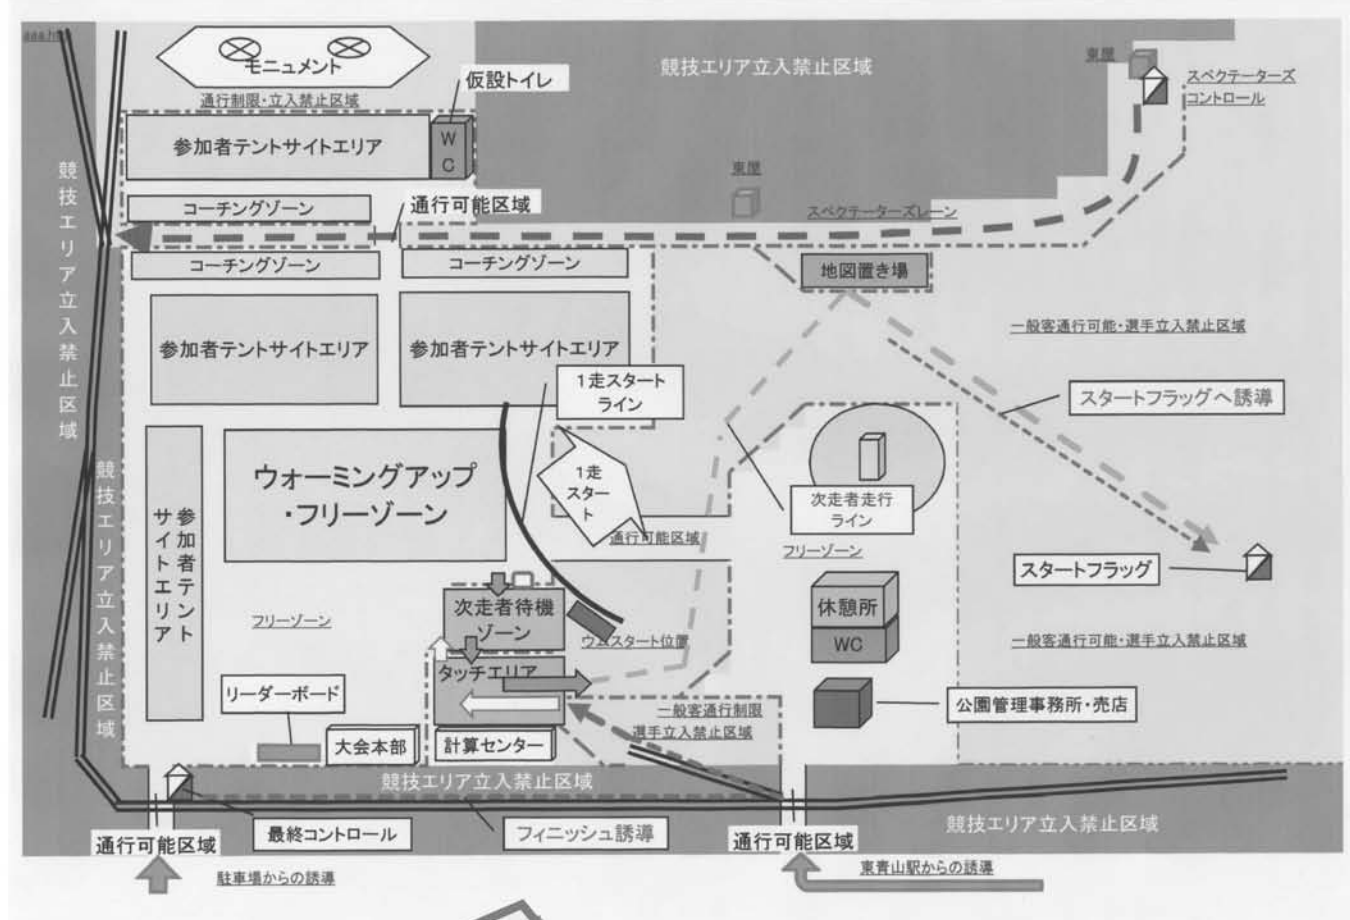 モニュメント
仮設トイレ
通行制限・立入禁止区域
競技エリア立入禁止区域
東屋
スペクテーターズ
コントロール
参加者テントサイトエリア
W
C
東屋
コーチングゾーン
通行可能区域
スペクテーターズレーン
コーチングゾーン
コーチングゾーン
地図置き場
競技エリア立入禁止区域
参加者テントサイトエリア
参加者テントサイトエリア
一般客通行可能・選手立入禁止区域
1走スタート
ライン
スタートフラッグへ誘導
ウォーミングアップ
・フリーゾーン
1走
スター
ト
次走者走行
ライン
競技エリア立入禁止区域
参加者テント
サイトエリア
通行可能区域
フリーゾーン
スタートフラッグ
次走者待機
ゾーン
休憩所
WC
フリーゾーン
ウムスタート位置
一般客通行可能・選手立入禁止区域
タッチエリア
リーダーボード
公園管理事務所・売店
一般客通行制限
選手立入禁止区域
大会本部
計算センター
競技エリア立入禁止区域
最終コントロール
フィニッシュ誘導
競技エリア立入禁止区域
通行可能区域
通行可能区域
駐車場からの誘導
東青山駅からの誘導